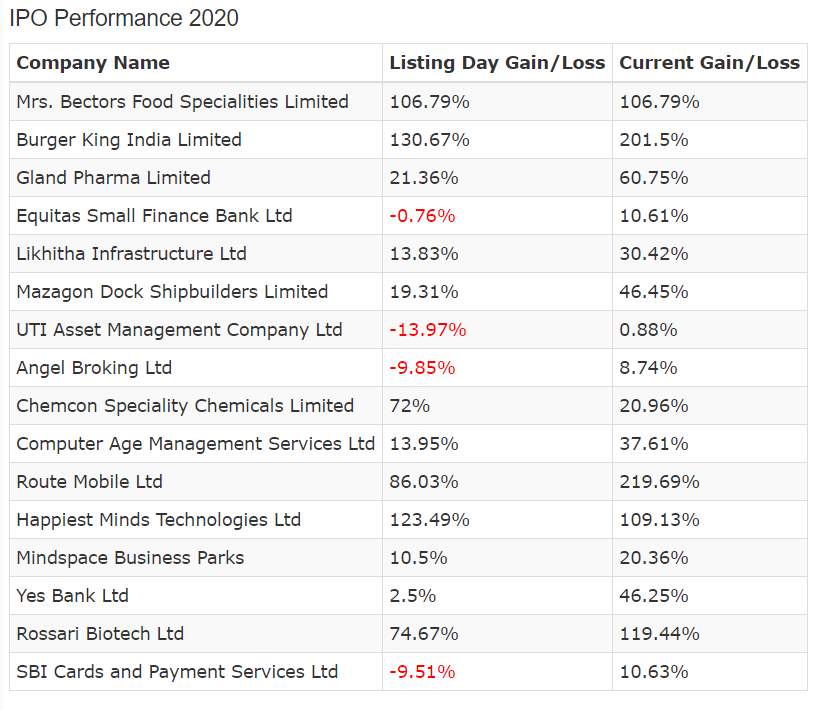 IPO Performance 2020
Company Name Listing Day Gain/Loss Current Gain/Loss
Mrs. Bectors Food Specialities Limited 106.79% 106.79%
Burger King India Limited 130.67% 201.5%
Gland Pharma Limited 21.36% 60.75%
Equitas Small Finance Bank Ltd -0.76% 10.61%
Likhitha Infrastructure Ltd 13.83% 30.42%
Mazagon Dock Shipbuilders Limited 19.31% 46.45%
UTI Asset Management Company Ltd -13.97% 0.88%
Angel Broking Ltd -9.85% 8.74%
Chemcon Speciality Chemicals Limited 72% 20.96%
Computer Age Management Services Ltd 13.95% 37.61%
Route Mobile Ltd 86.03% 219.69%
Happiest Minds Technologies Ltd 123.49% 109.13%
Mindspace Business Parks 10.5% 20.36%
Yes Bank Ltd 2.5% 46.25%
Rossari Biotech Ltd 74.67% 119.44%
SBI Cards and Payment Services Ltd -9.51% 10.63%